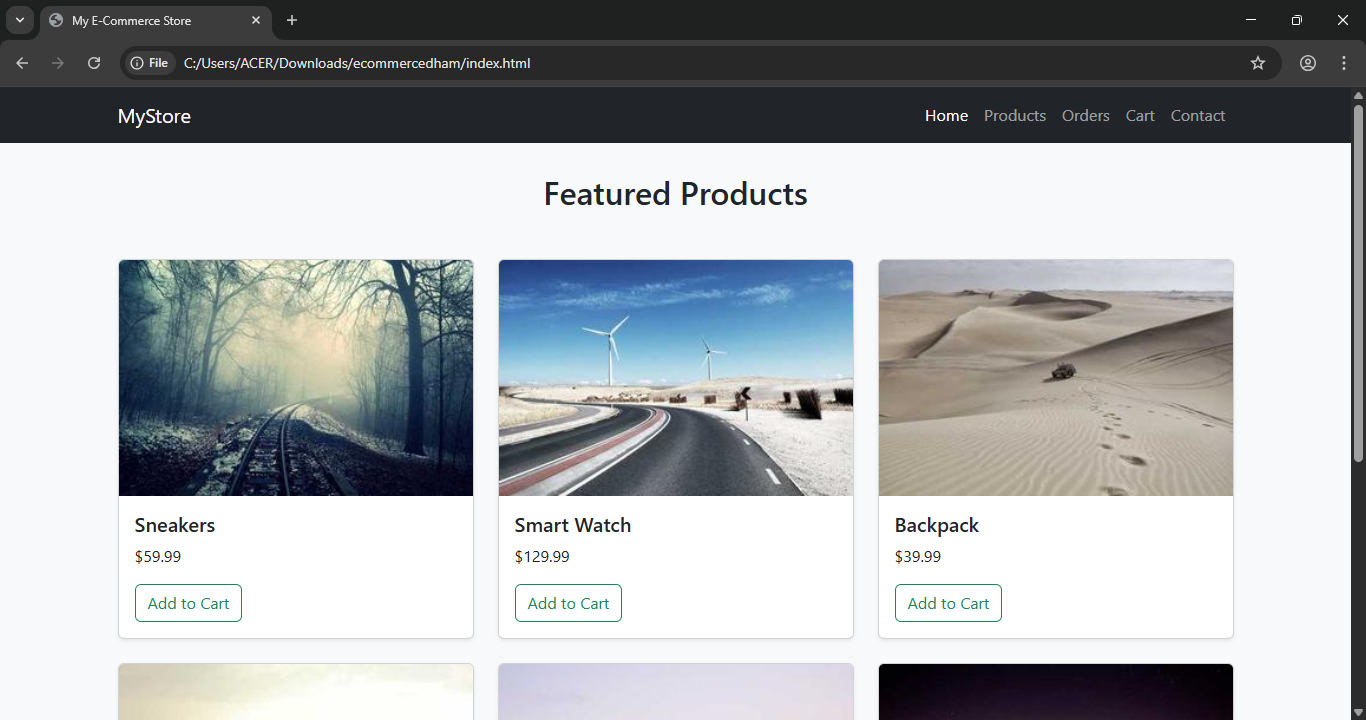 My E-Commerce Store
File C:/Users/ACER/Downloads/ecommercedham/index.html
MyStore Home Products Orders Cart Contact
Featured Products
Sneakers Smart Watch Backpack
$59.99 $129.99 $39.99
Add to Cart Add to Cart Add to Cart